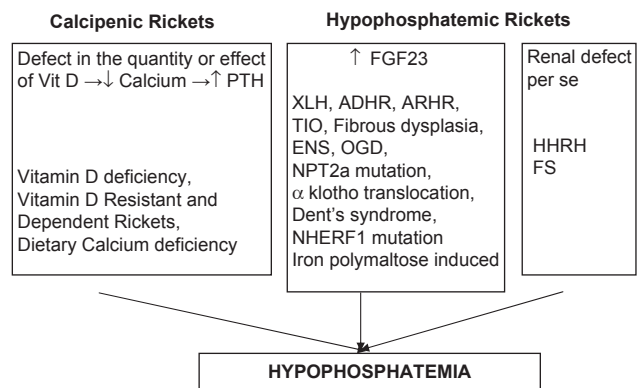 Calcipenic Rickets
Hypophosphatemic Rickets
Defect in the quantity or effect
of Vit D →↓ Calcium →↑ PTH
Vitamin D deficiency,
Vitamin D Resistant and
Dependent Rickets,
Dietary Calcium deficiency
↑ FGF23
XLH, ADHR, ARHR,
TIO, Fibrous dysplasia,
ENS, OGD,
NPT2a mutation,
α klotho translocation,
Dent's syndrome,
NHERF1 mutation
Iron polymaltose induced
Renal defect
per se
HHRH
FS
HYPOPHOSPHATEMIA